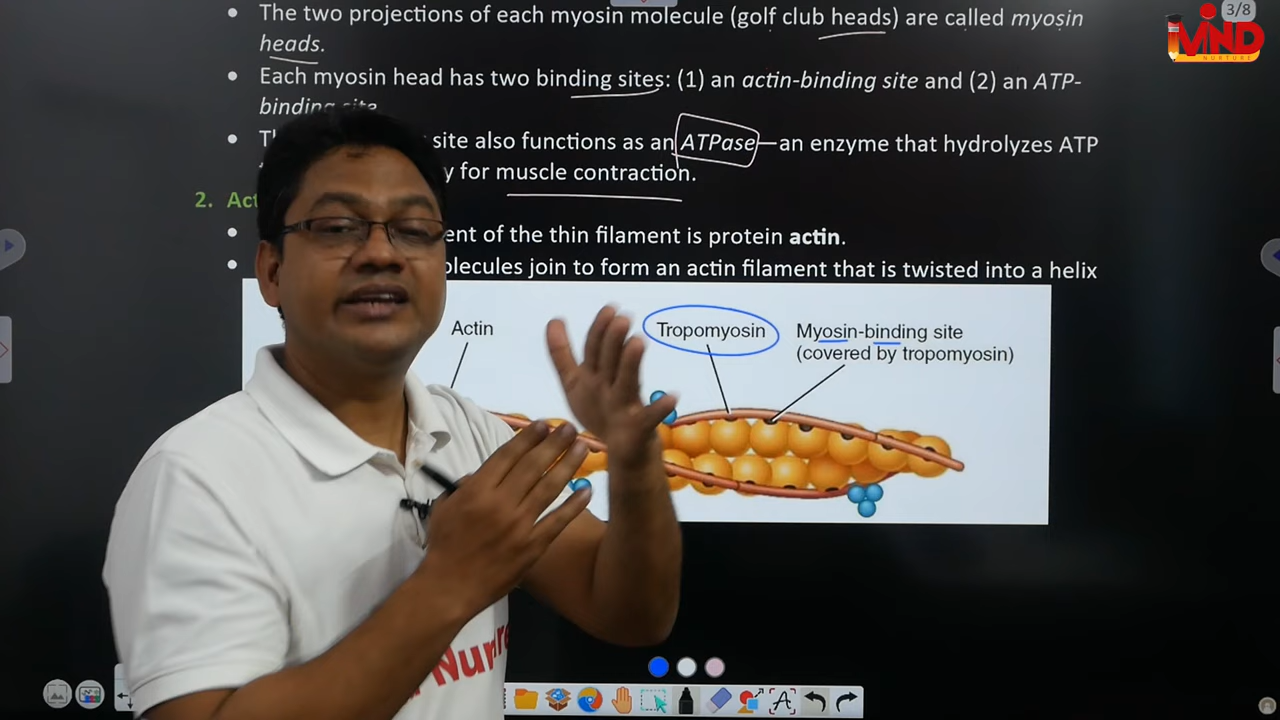 3/8
MIND
NURTURE
• The two projections of each myosin molecule (golf club heads) are called myosin
heads.
• Each myosin head has two binding sites: (1) an actin-binding site and (2) an ATP-
binding site.
site also functions as an ATPase—an enzyme that hydrolyzes ATP
for muscle contraction.
2. Act
• of the thin filament is protein actin.
• join to form an actin filament that is twisted into a helix
Actin
Tropomyosin
Myosin-binding site
(covered by tropomyosin)